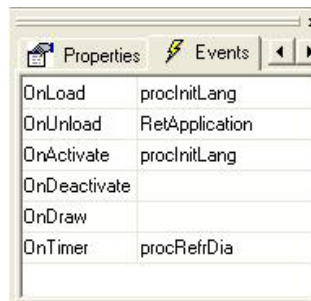 Properties Events
OnLoad procInitLang
OnUnload RetApplication
OnActivate procInitLang
OnDeactivate
OnDraw
OnTimer procRefrDia